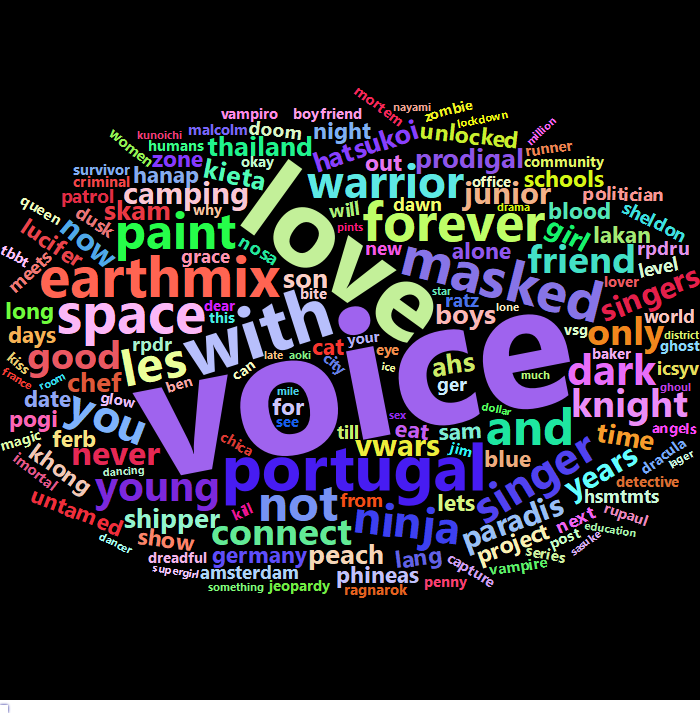 mortem
nayami
zombie
vampiro
boyfriend
lockdown
million
women
kunoichi
malcolm
doom
night
hatsukoi
unlocked
runner
humans
thailand
okay
out
prodigal
community
survivor
zone
hanap
kieta
warrior
office
schools
criminal
camping
junior
politician
patrol
skam
why
will
dawn
drama
blood
sheldon
queen
dusk
now
paint
nosa
love
pints
forever
girl
lakan
rpdru
lucifer
grace
new
alone
friend
level
tbbt
meets
earthmix
son
masked
lover
singers
long
space
dear
this
bite
with
star
ratz
lone
boys
vsg
world
district
days
good
rpdr
les
cat
your
eye
only
ghost
kiss
france
room
chef
glow
ben
can
late
aoki
city
ice
ahs
much
baker
dark
icsyv
ghoul
date
you
voice
mile
for
see
ger
knight
angels
pogi
magic
ferb
never
chica
till
sex
eat
sam
dollar
and
time
dracula
imortal
khong
dancing
portugal
vwars
jim
blue
singer
years
jager
detective
untamed
young
kill
not
from
lets
paradis
hsmtmts
dancer
shipper
connect
ninja
project
next
rupaul
show
peach
lang
series
post
education
sasuke
dreadful
germany
phineas
capture
vampire
supergirl
amsterdam
something
jeopardy
ragnarok
penny